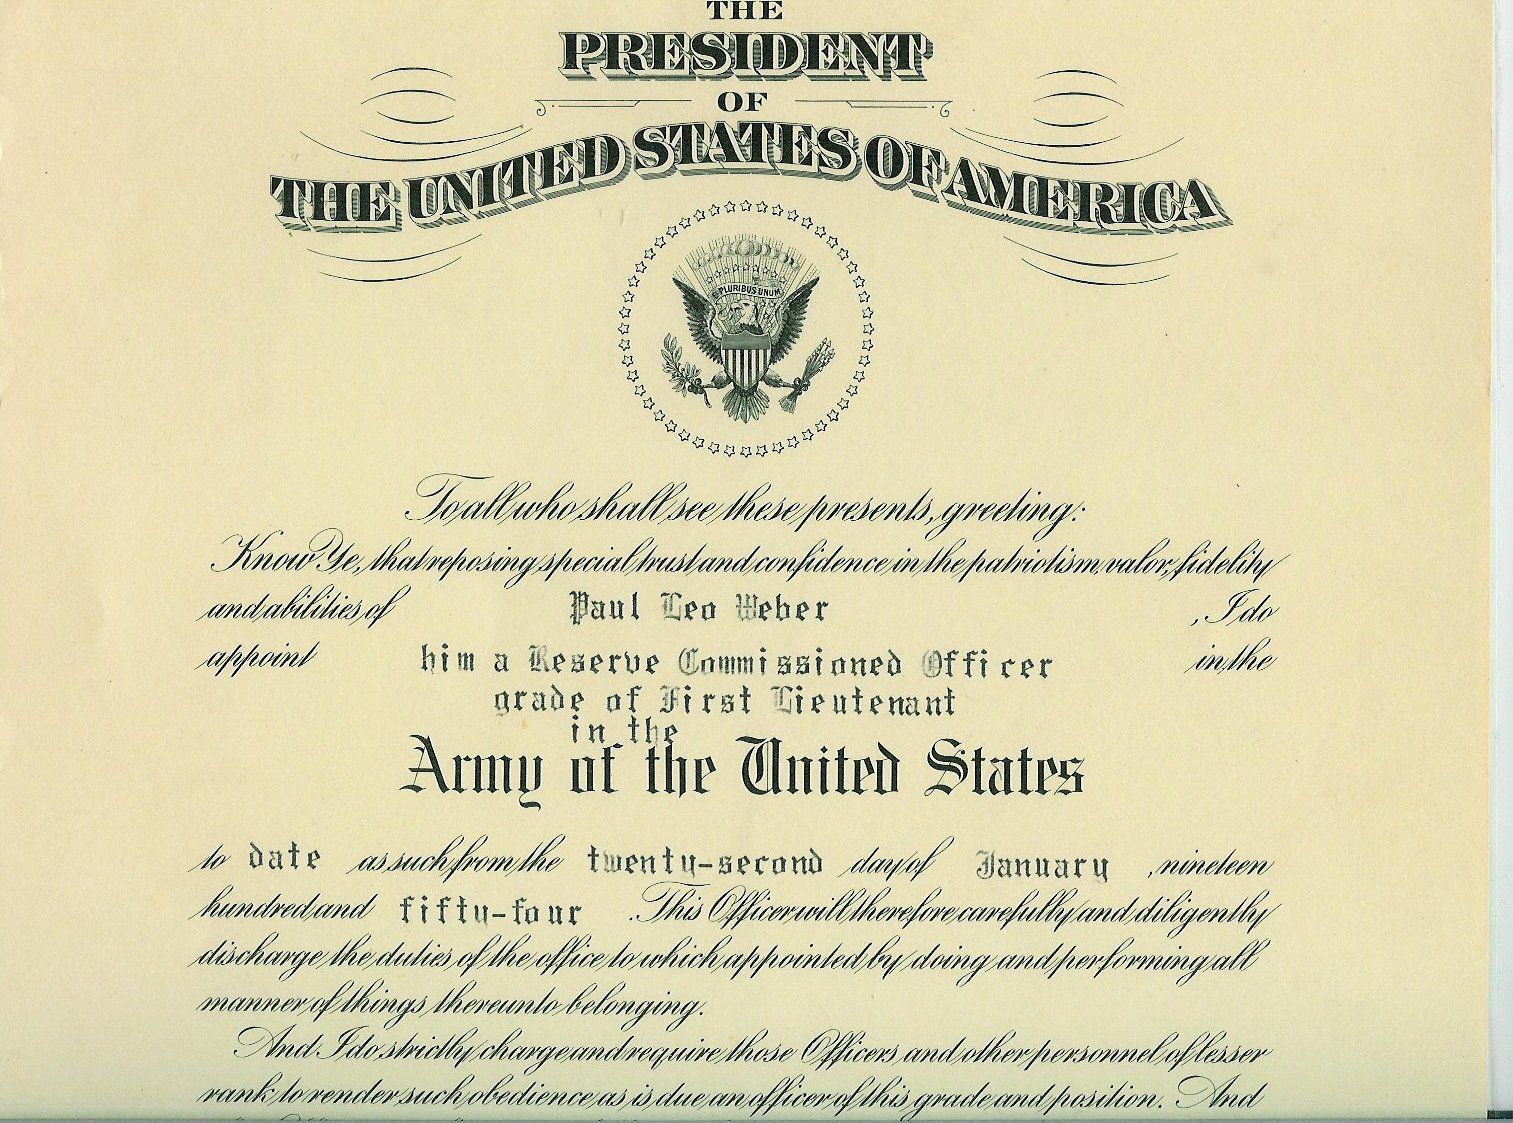 THE
PRESIDENT
OF
THE UNITED STATES OF AMERICA
E PLURIBUS UNUM
To all who shall see these presents, greeting:
Know Ye, that reposing special trust and confidence in the patriotism, valor, fidelity
and abilities of Paul Leo Weber , I do
appoint him a Reserve Commissioned Officer in the
grade of First Lieutenant
in the
Army of the United States
to date as such from the twenty-second day of January , nineteen
hundred and fifty-four . This Officer will therefore carefully and diligently
discharge the duties of the office to which appointed by doing and performing all
manner of things thereunto belonging.
And I do strictly charge and require those Officers and other personnel of lesser
rank to render such obedience as is due an officer of this grade and position. And